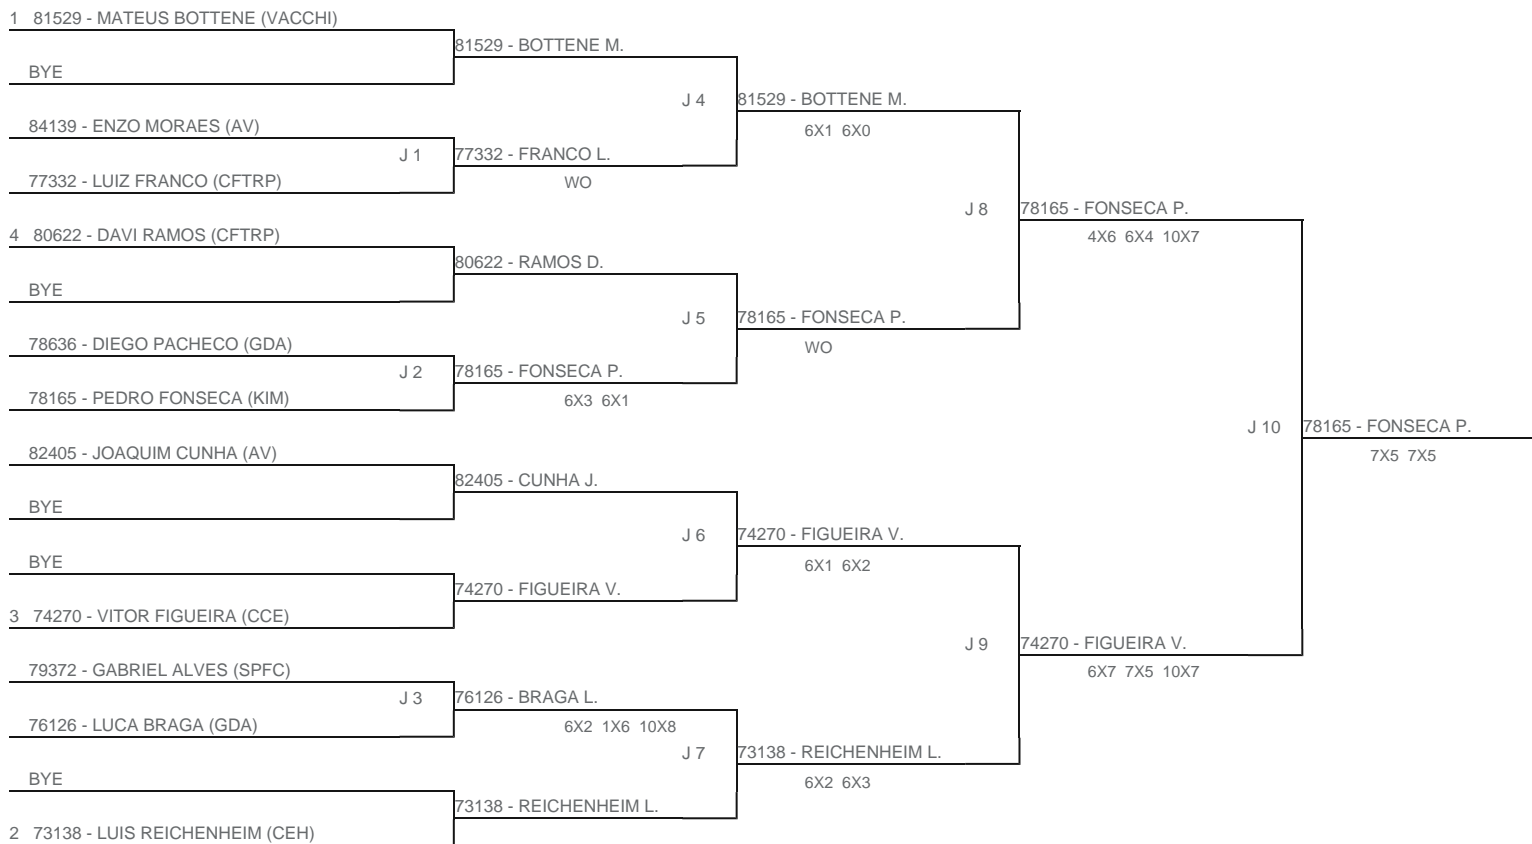 1 81529 - MATEUS BOTTENE (VACCHI)
81529 - BOTTENE M.
BYE
J 4
81529 - BOTTENE M.
6X1 6X0
84139 - ENZO MORAES (AV)
J 1
77332 - FRANCO L.
WO
77332 - LUIZ FRANCO (CFTRP)
J 8
78165 - FONSECA P.
4X6 6X4 10X7
4 80622 - DAVI RAMOS (CFTRP)
80622 - RAMOS D.
BYE
J 5
78165 - FONSECA P.
WO
78636 - DIEGO PACHECO (GDA)
J 2
78165 - FONSECA P.
6X3 6X1
78165 - PEDRO FONSECA (KIM)
J 10
78165 - FONSECA P.
7X5 7X5
82405 - JOAQUIM CUNHA (AV)
82405 - CUNHA J.
BYE
J 6
74270 - FIGUEIRA V.
6X1 6X2
BYE
74270 - FIGUEIRA V.
3 74270 - VITOR FIGUEIRA (CCE)
J 9
74270 - FIGUEIRA V.
6X7 7X5 10X7
79372 - GABRIEL ALVES (SPFC)
J 3
76126 - BRAGA L.
6X2 1X6 10X8
76126 - LUCA BRAGA (GDA)
J 7
73138 - REICHENHEIM L.
6X2 6X3
BYE
73138 - REICHENHEIM L.
2 73138 - LUIS REICHENHEIM (CEH)